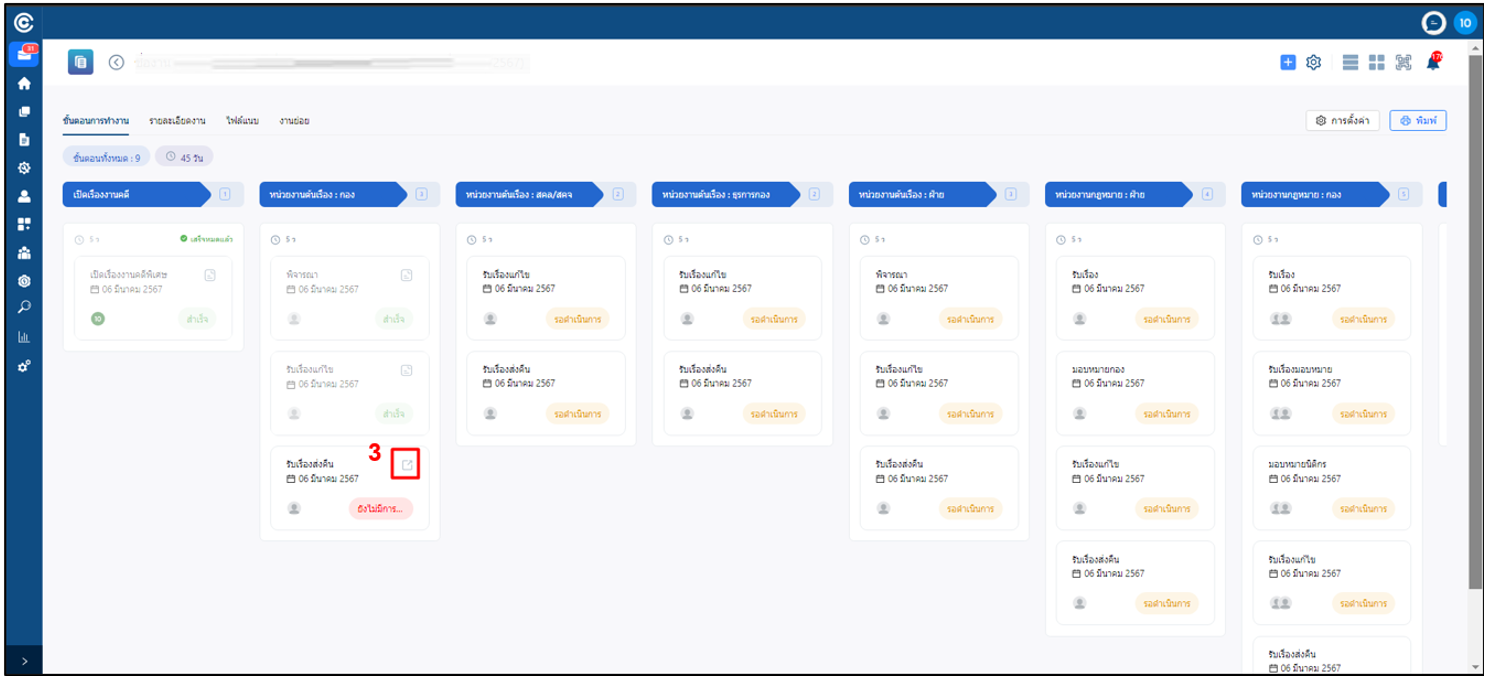 10
31
176
ขั้นตอนการทำงาน รายละเอียดงาน ไฟล์แนบ งานย่อย
การตั้งค่า พิมพ์
ขั้นตอนทั้งหมด : 9 45 วัน
เปิดเรื่องงานคดี 1
หน่วยงานต้นเรื่อง : กอง 3
หน่วยงานต้นเรื่อง : สคล/สคจ 2
หน่วยงานต้นเรื่อง : ธุรการกอง 2
หน่วยงานต้นเรื่อง : ฝ่าย 3
หน่วยงานกฎหมาย : ฝ่าย 4
หน่วยงานกฎหมาย : กอง 5
5 ว เสร็จหมดแล้ว
เปิดเรื่องงานคดีพิเศษ
06 มีนาคม 2567
10 สำเร็จ
5 ว
พิจารณา
06 มีนาคม 2567
สำเร็จ
รับเรื่องแก้ไข
06 มีนาคม 2567
สำเร็จ
3
รับเรื่องส่งคืน
06 มีนาคม 2567
ยังไม่มีการ...
5 ว
รับเรื่องแก้ไข
06 มีนาคม 2567
รอดำเนินการ
รับเรื่องส่งคืน
06 มีนาคม 2567
รอดำเนินการ
5 ว
รับเรื่องแก้ไข
06 มีนาคม 2567
รอดำเนินการ
รับเรื่องส่งคืน
06 มีนาคม 2567
รอดำเนินการ
5 ว
พิจารณา
06 มีนาคม 2567
รอดำเนินการ
รับเรื่องแก้ไข
06 มีนาคม 2567
รอดำเนินการ
รับเรื่องส่งคืน
06 มีนาคม 2567
รอดำเนินการ
5 ว
รับเรื่อง
06 มีนาคม 2567
รอดำเนินการ
มอบหมายกอง
06 มีนาคม 2567
รอดำเนินการ
รับเรื่องแก้ไข
06 มีนาคม 2567
รอดำเนินการ
รับเรื่องส่งคืน
06 มีนาคม 2567
รอดำเนินการ
5 ว
รับเรื่อง
06 มีนาคม 2567
รอดำเนินการ
รับเรื่องมอบหมาย
06 มีนาคม 2567
รอดำเนินการ
มอบหมายนิติกร
06 มีนาคม 2567
รอดำเนินการ
รับเรื่องแก้ไข
06 มีนาคม 2567
รอดำเนินการ
รับเรื่องส่งคืน
06 มีนาคม 2567